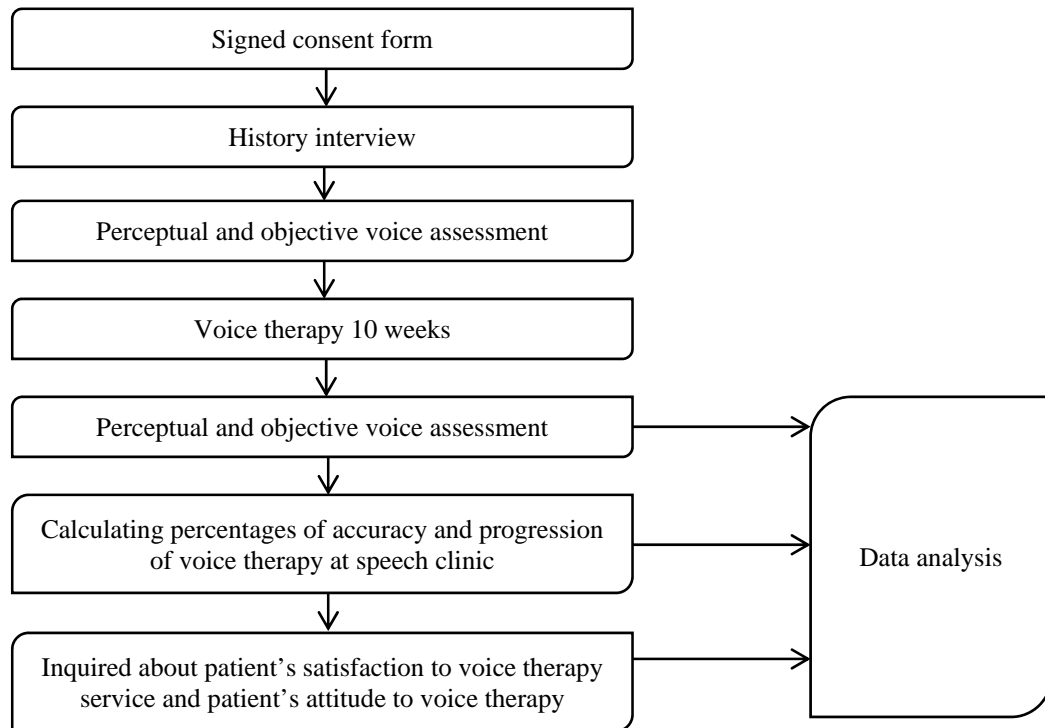 Signed consent form
History interview
Perceptual and objective voice assessment
Voice therapy 10 weeks
Perceptual and objective voice assessment
Calculating percentages of accuracy and progression
of voice therapy at speech clinic
Inquired about patient’s satisfaction to voice therapy
service and patient’s attitude to voice therapy
Data analysis